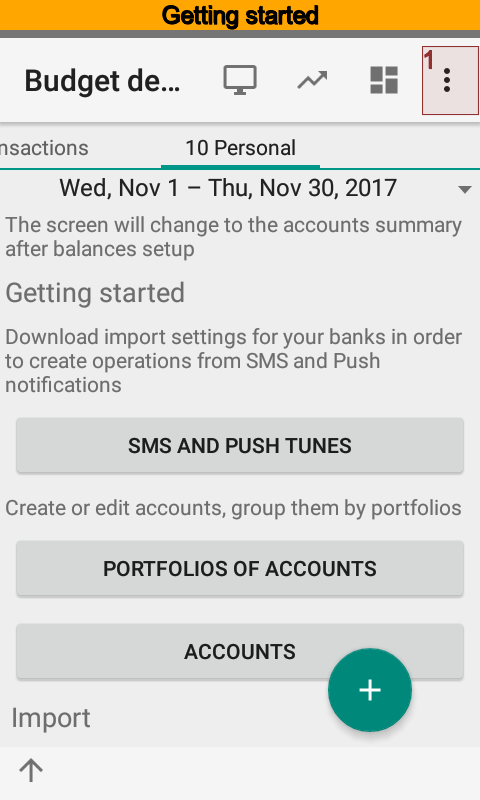 Getting started
Budget de...
1
nsactions
10 Personal
Wed, Nov 1 – Thu, Nov 30, 2017
The screen will change to the accounts summary
after balances setup
Getting started
Download import settings for your banks in order
to create operations from SMS and Push
notifications
SMS AND PUSH TUNES
Create or edit accounts, group them by portfolios
PORTFOLIOS OF ACCOUNTS
ACCOUNTS
Import